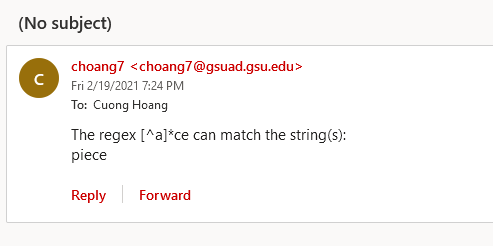 (No subject)
C
choang7 <choang7@gsuad.gsu.edu>
Fri 2/19/2021 7:24 PM
To: Cuong Hoang
The regex [^a]*ce can match the string(s):
piece
Reply Forward